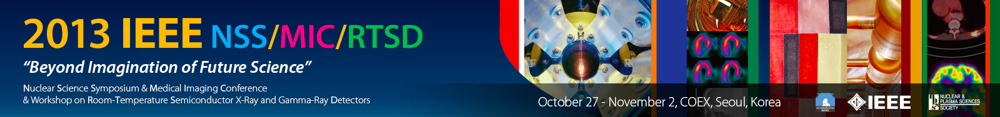 2013 IEEE NSS/MIC/RTSD
“Beyond Imagination of Future Science”
Nuclear Science Symposium & Medical Imaging Conference
& Workshop on Room-Temperature Semiconductor X-Ray and Gamma-Ray Detectors
October 27 - November 2, COEX, Seoul, Korea
SEOUL
IEEE
NUCLEAR &
PLASMA SCIENCES
SOCIETY